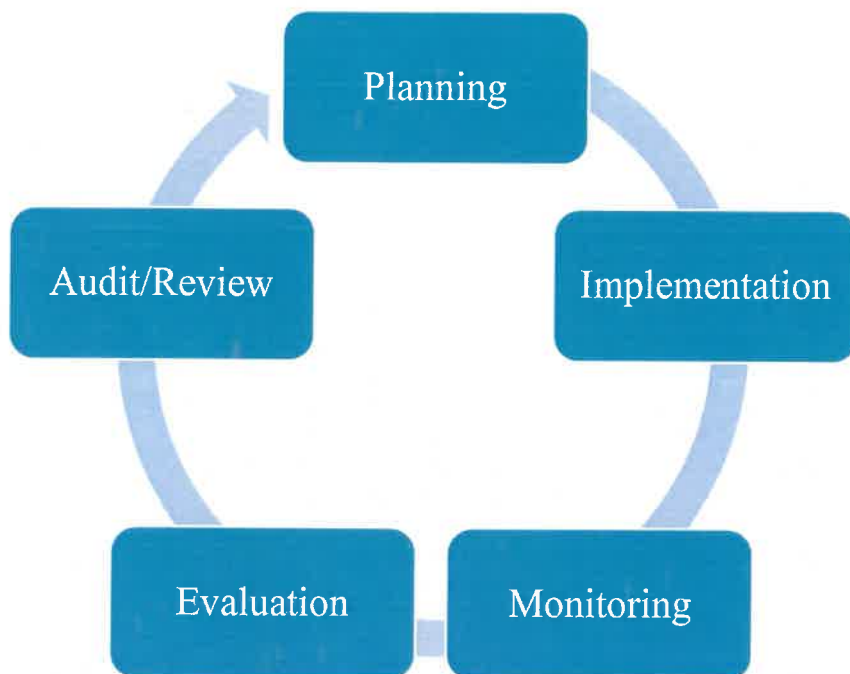 Planning
Implementation
Monitoring
Evaluation
Audit/Review